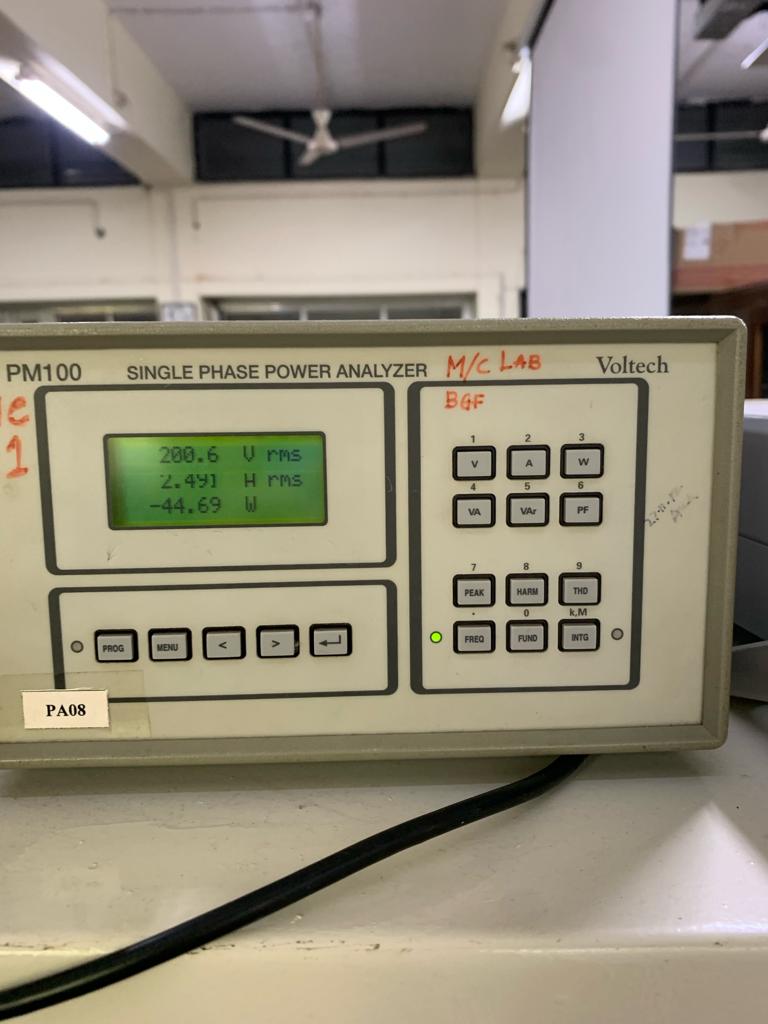 PM100 SINGLE PHASE POWER ANALYZER M/C LAB Voltech
BGF
1
200.6 V rms
2.491 A rms
-44.69 W
1 2 3
V A W
4 5 6
VA VAr PF
7 8 9
PEAK HARM THD
. 0 k,M
FREQ FUND INTG
PROG MENU < >
PA08